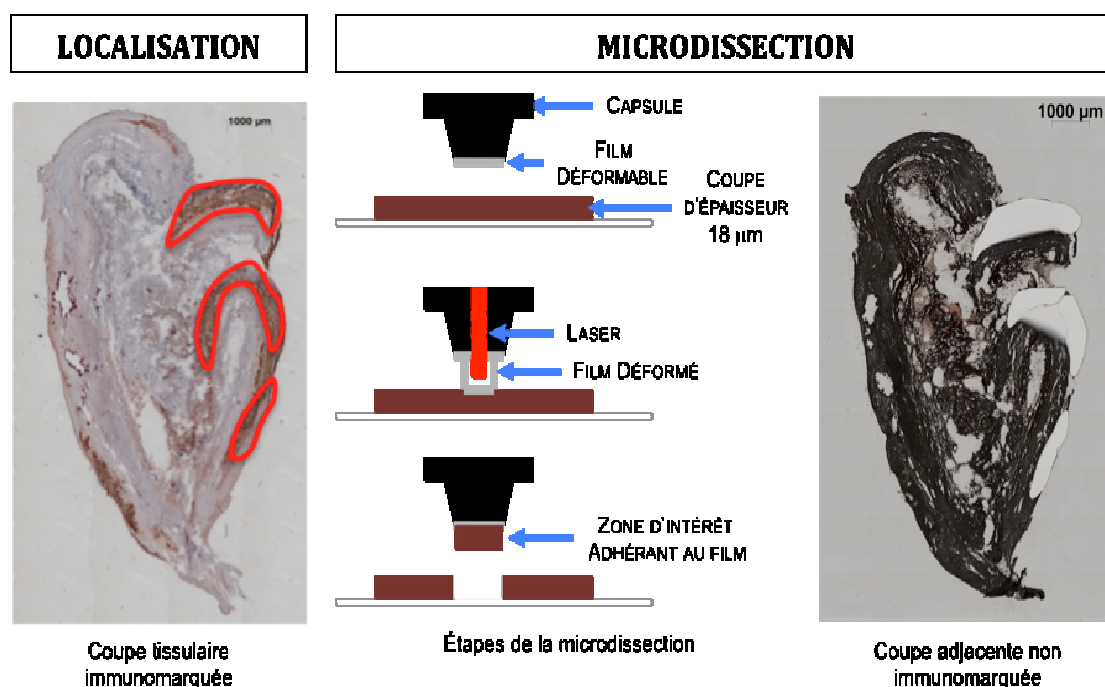 LOCALISATION
MICRODISSECTION
1000 µm
CAPSULE
FILM
DÉFORMABLE
COUPE
D'ÉPAISSEUR
18 µm
LASER
FILM DÉFORMÉ
ZONE D'INTÉRÊT
ADHÉRANT AU FILM
1000 µm
Coupe tissulaire
immunomarquée
Étapes de la microdissection
Coupe adjacente non
immunomarquée